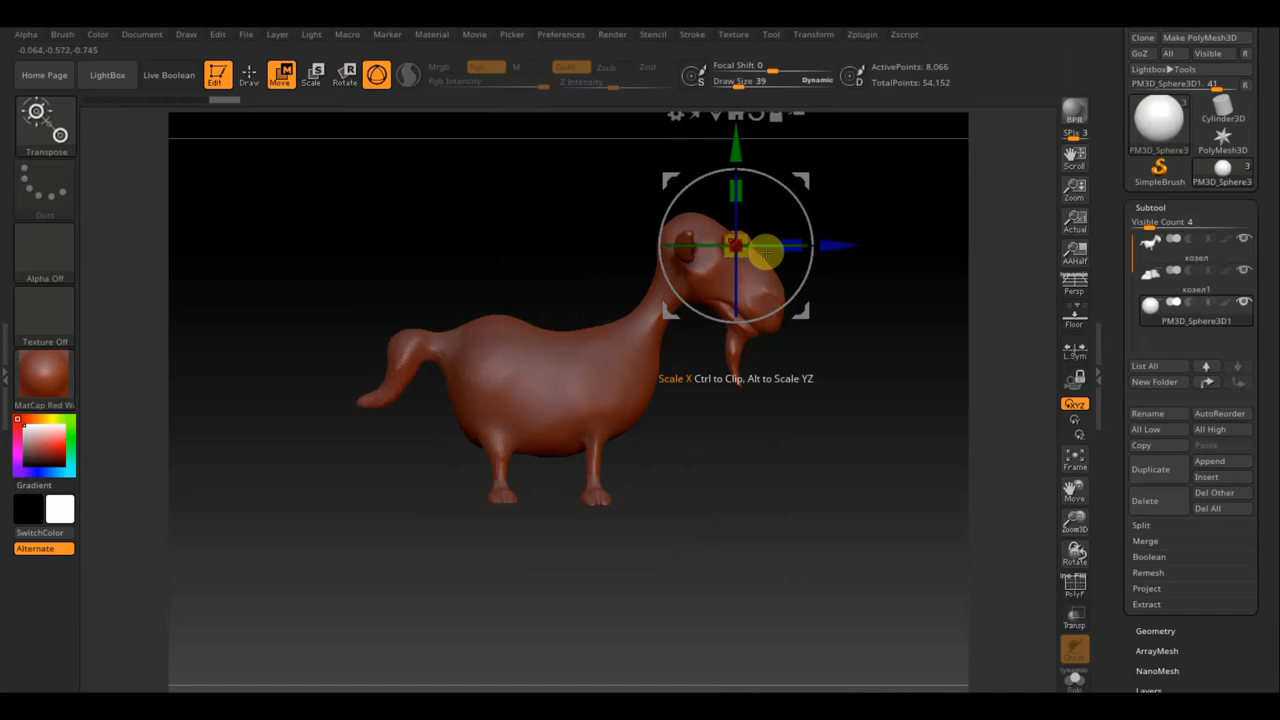 Alpha Brush Color Document Draw Edit File Layer Light Macro Marker Material Movie Picker Preferences Render Stencil Stroke Texture Tool Transform Zplugin Zscript
-0.064,-0.572,-0.745
Home Page LightBox Live Boolean Edit Draw Move Scale Rotate
Mrgb M Zadd Zsub Zcut
Rgb Intensity Z Intensity
S Focal Shift 0
Draw Size 39 Dynamic D
ActivePoints: 8,066
TotalPoints: 54,152
Transpose
Dots
Alpha Off
Texture Off
MatCap Red W
Gradient
SwitchColor
Alternate
Scale X Ctrl to Clip, Alt to Scale YZ
BPR
SPix 3
Scroll
Zoom
Actual
AAHalf
Dynamic
Persp
Floor
L.Sym
XYZ
Y
Z
Frame
Move
Zoom3D
Rotate
PolyF
Transp
Solo
Clone Make PolyMesh3D
GoZ All Visible R
Lightbox▶Tools
PM3D_Sphere3D1. 41 R
3
Cylinder3D
PM3D_Sphere3 PolyMesh3D
3
SimpleBrush PM3D_Sphere3
Subtool
Visible Count 4
козел
козел1
PM3D_Sphere3D1
List All
New Folder
Rename AutoReorder
All Low All High
Copy Paste
Duplicate Append
Insert
Delete Del Other
Del All
Split
Merge
Boolean
Remesh
Project
Extract
Geometry
ArrayMesh
NanoMesh
Layers